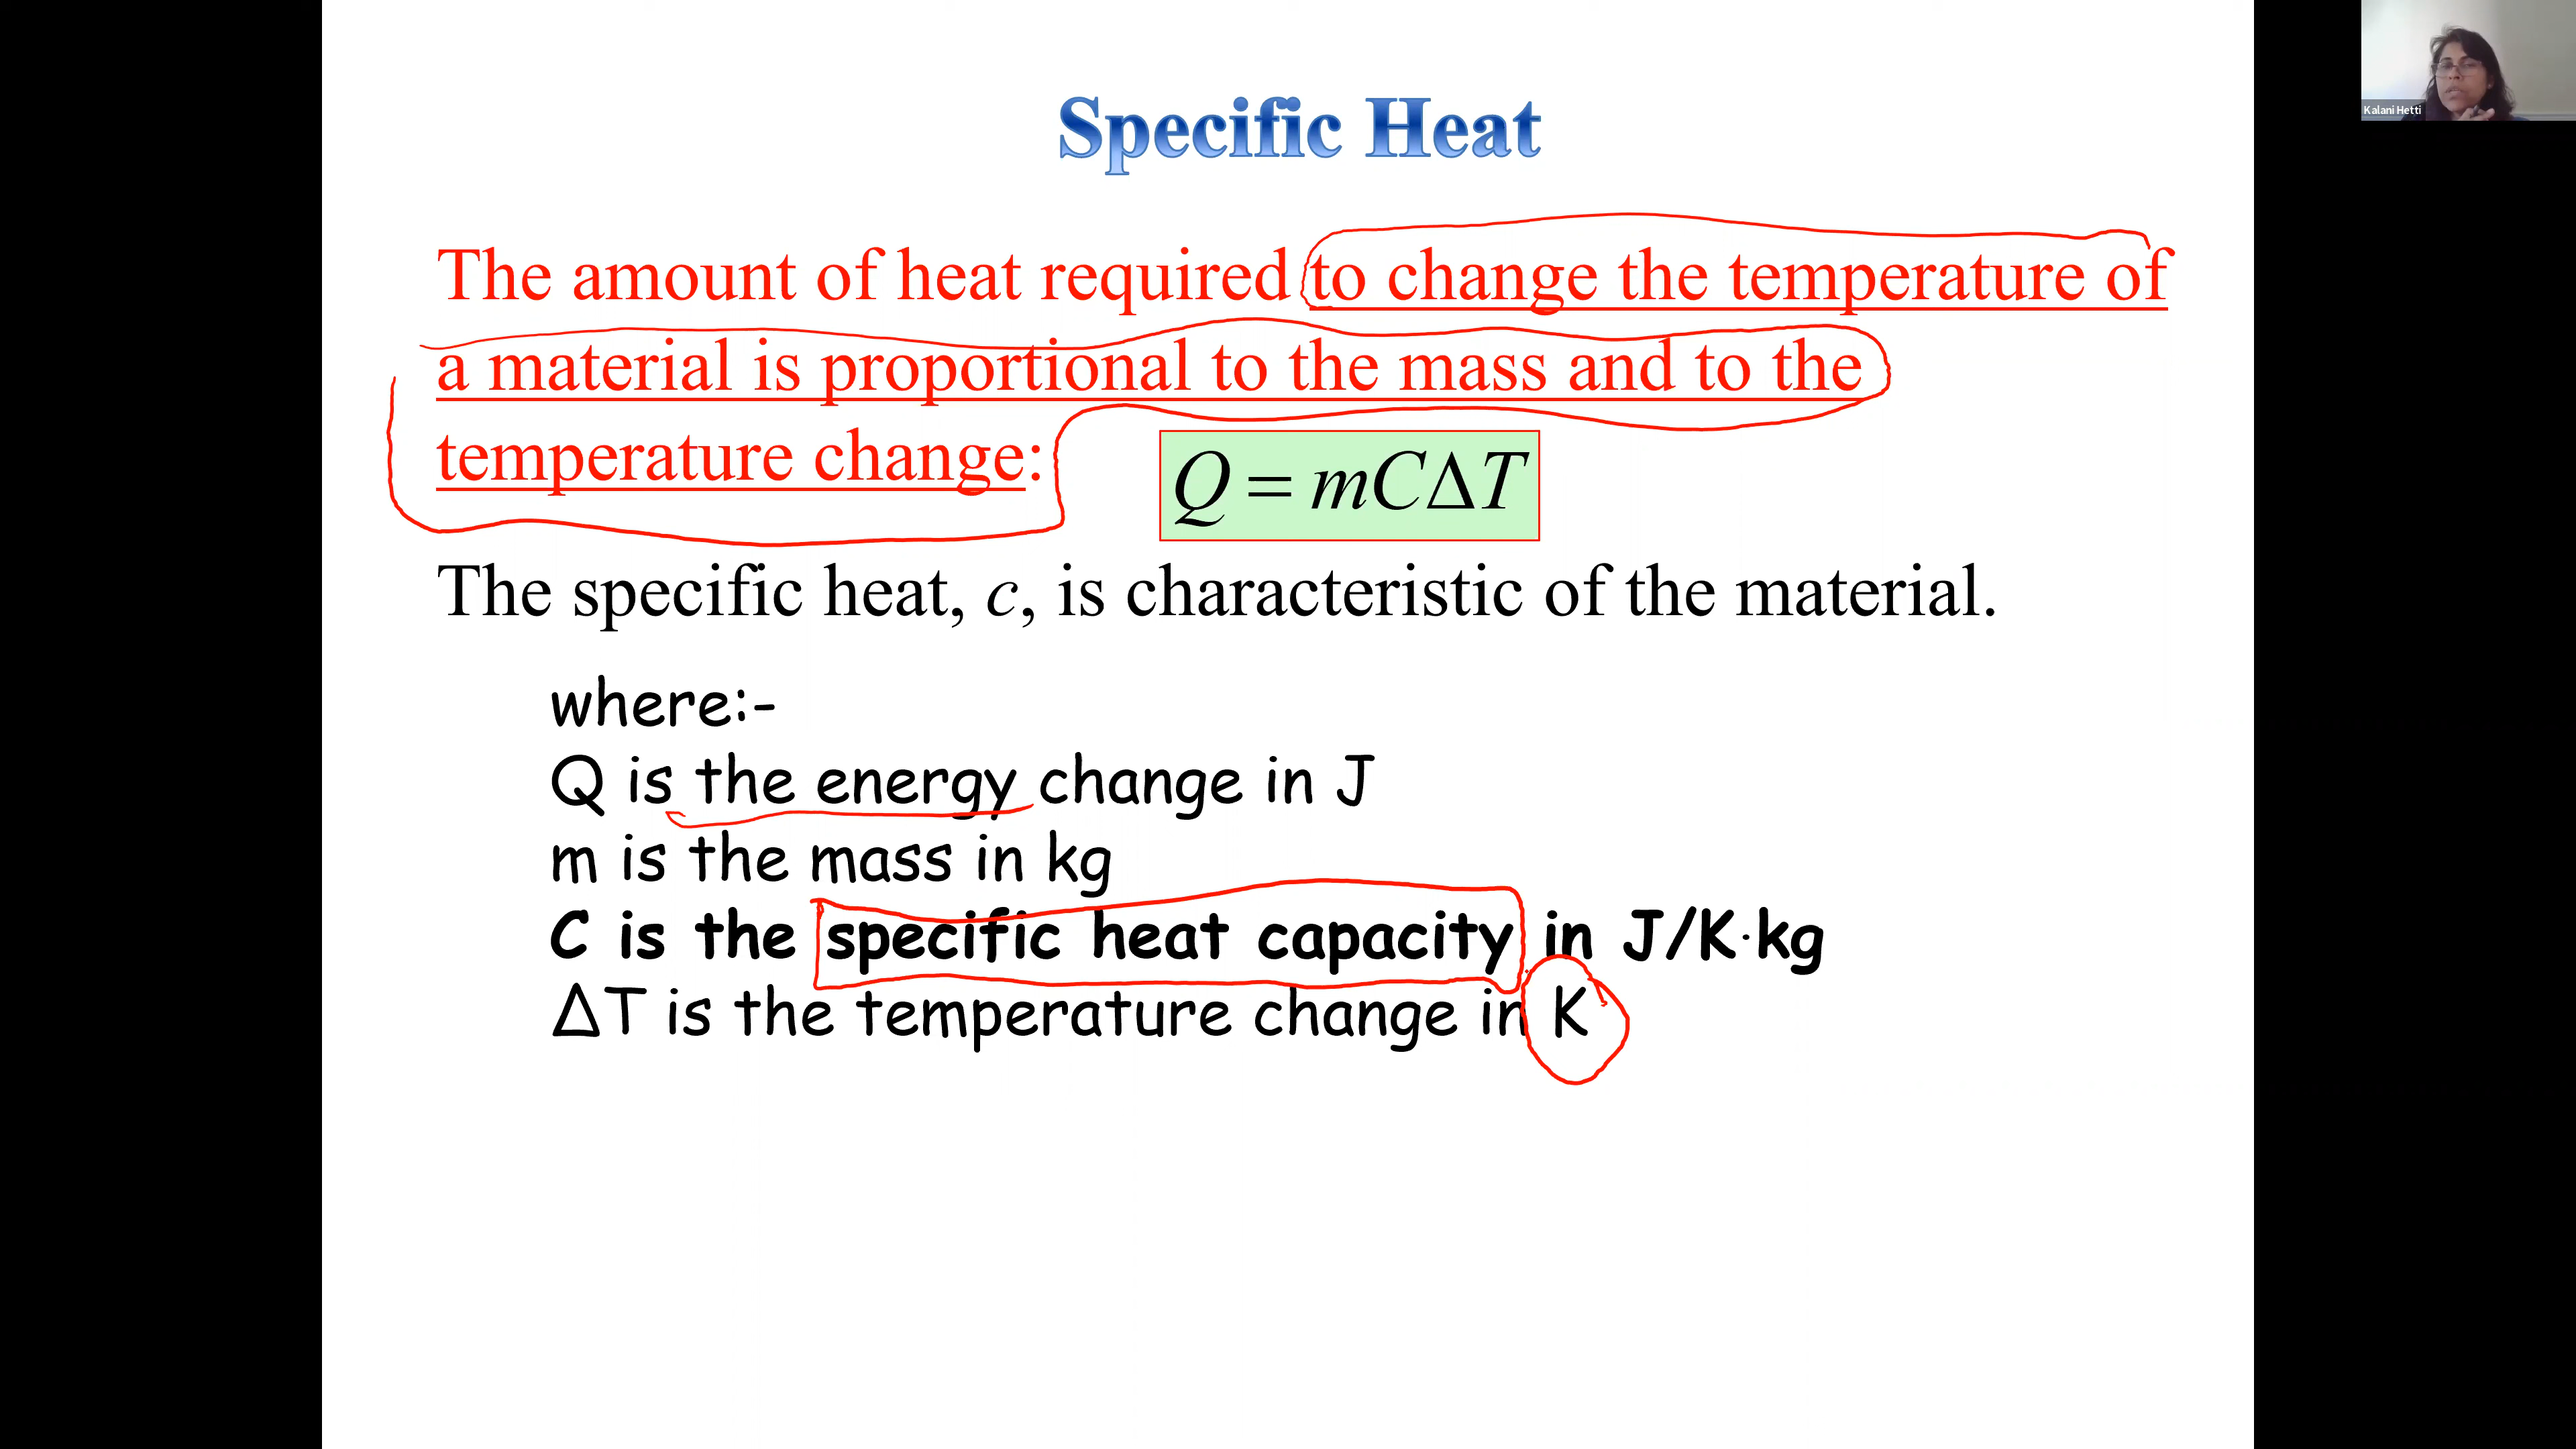 Specific Heat
Kalani Hetti
The amount of heat required to change the temperature of
a material is proportional to the mass and to the
temperature change:
Q = mCΔT
The specific heat, c, is characteristic of the material.
where:-
Q is the energy change in J
m is the mass in kg
C is the specific heat capacity in J/K·kg
ΔT is the temperature change in K